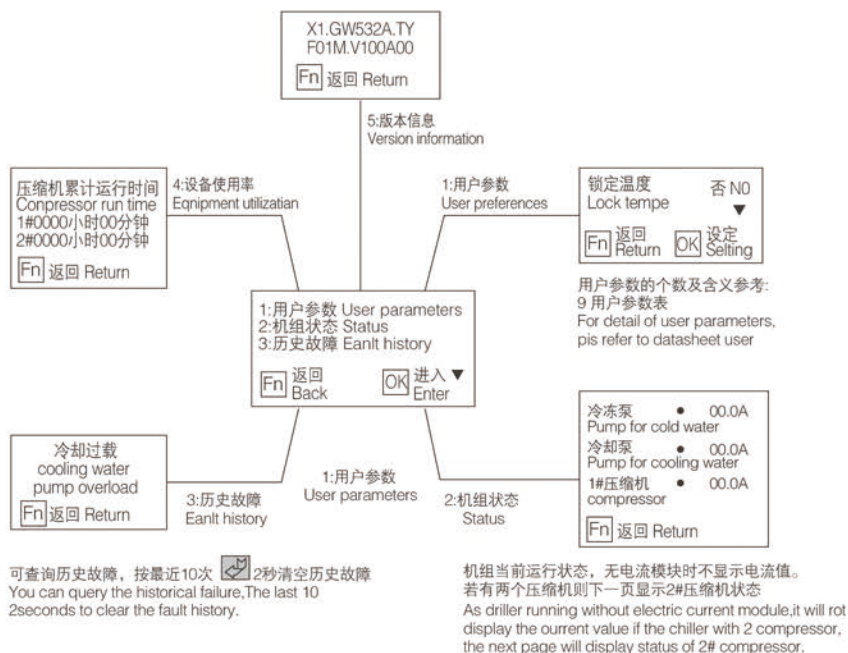 X1.GW532A.TY
F01M.V100A00
Fn 返回 Return
5:版本信息
Version information
压缩机累计运行时间
Conpressor run time
1#0000小时00分钟
2#0000小时00分钟
Fn 返回 Return
4:设备使用率
Eqnipment utilizatian
1:用户参数
User preferences
锁定温度 否 N0
Lock tempe ▼
Fn 返回 Return OK 设定 Selting
用户参数的个数及含义参考:
9 用户参数表
For detail of user parameters,
pis refer to datasheet user
1:用户参数 User parameters
2:机组状态 Status
3:历史故障 Eanlt history
Fn 返回 Back OK 进入 ▼ Enter
冷却过载
cooling water
pump overload
Fn 返回 Return
3:历史故障
Eanlt history
1:用户参数
User parameters
2:机组状态
Status
冷冻泵 ● 00.0A
Pump for cold water
冷却泵 ● 00.0A
Pump for cooling water
1#压缩机 ● 00.0A
compressor
Fn 返回 Return
可查询历史故障，按最近10次 2秒清空历史故障
You can query the historical failure,The last 10
2seconds to clear the fault history.
机组当前运行状态，无电流模块时不显示电流值。
若有两个压缩机则下一页显示2#压缩机状态
As driller running without electric current module,it will rot
display the ourrent value if the chiller with 2 compressor,
the next page will display status of 2# compressor.